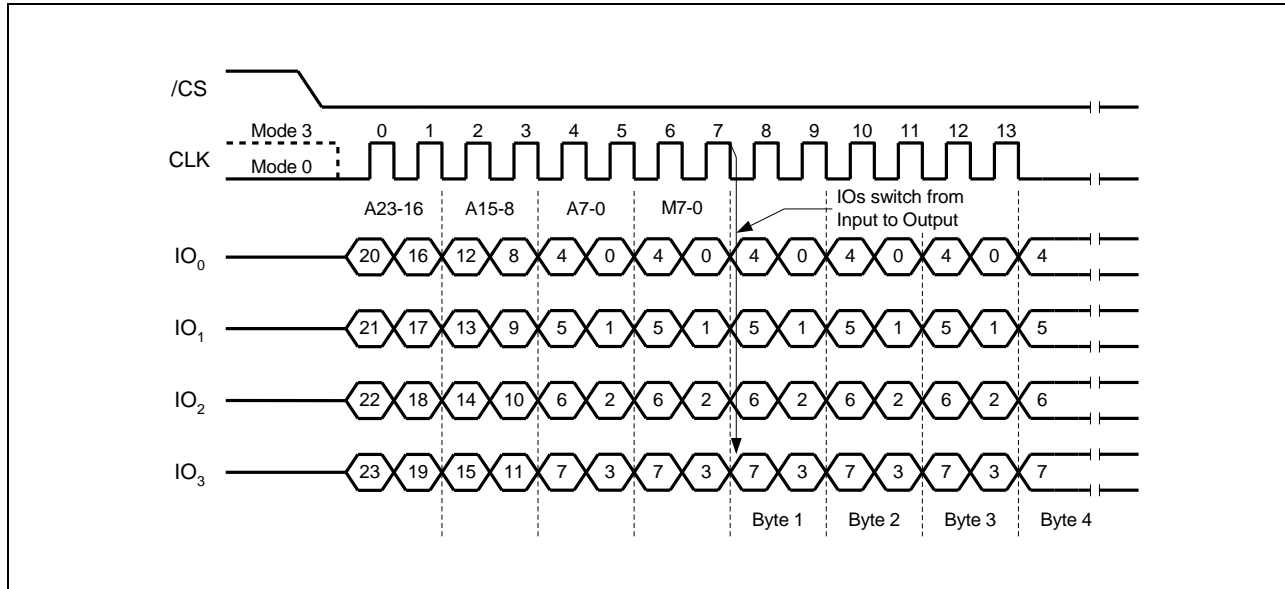 /CS
Mode 3 0 1 2 3 4 5 6 7 8 9 10 11 12 13
CLK
Mode 0
A23-16 A15-8 A7-0 M7-0 IOs switch from
Input to Output
IO0 20 16 12 8 4 0 4 0 4 0 4 0 4 0 4
IO1 21 17 13 9 5 1 5 1 5 1 5 1 5 1 5
IO2 22 18 14 10 6 2 6 2 6 2 6 2 6 2 6
IO3 23 19 15 11 7 3 7 3 7 3 7 3 7 3 7
Byte 1 Byte 2 Byte 3 Byte 4